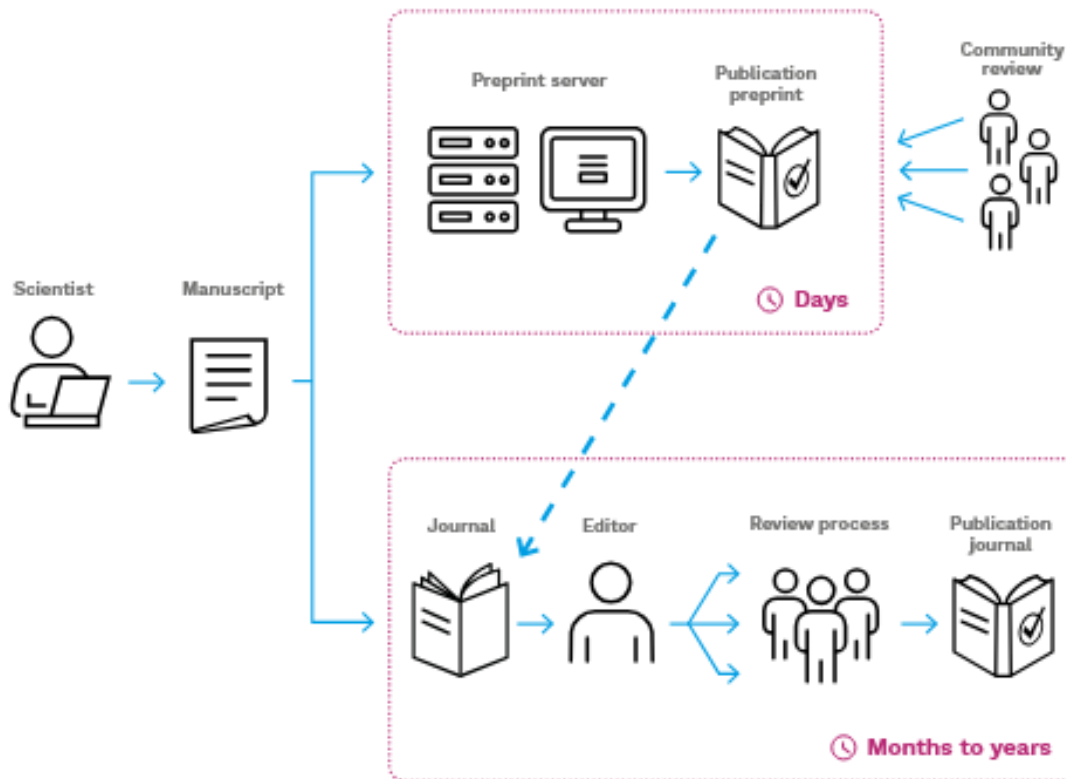 Preprint server
Publication
preprint
Community
review
Days
Scientist
Manuscript
Journal
Editor
Review process
Publication
journal
Months to years